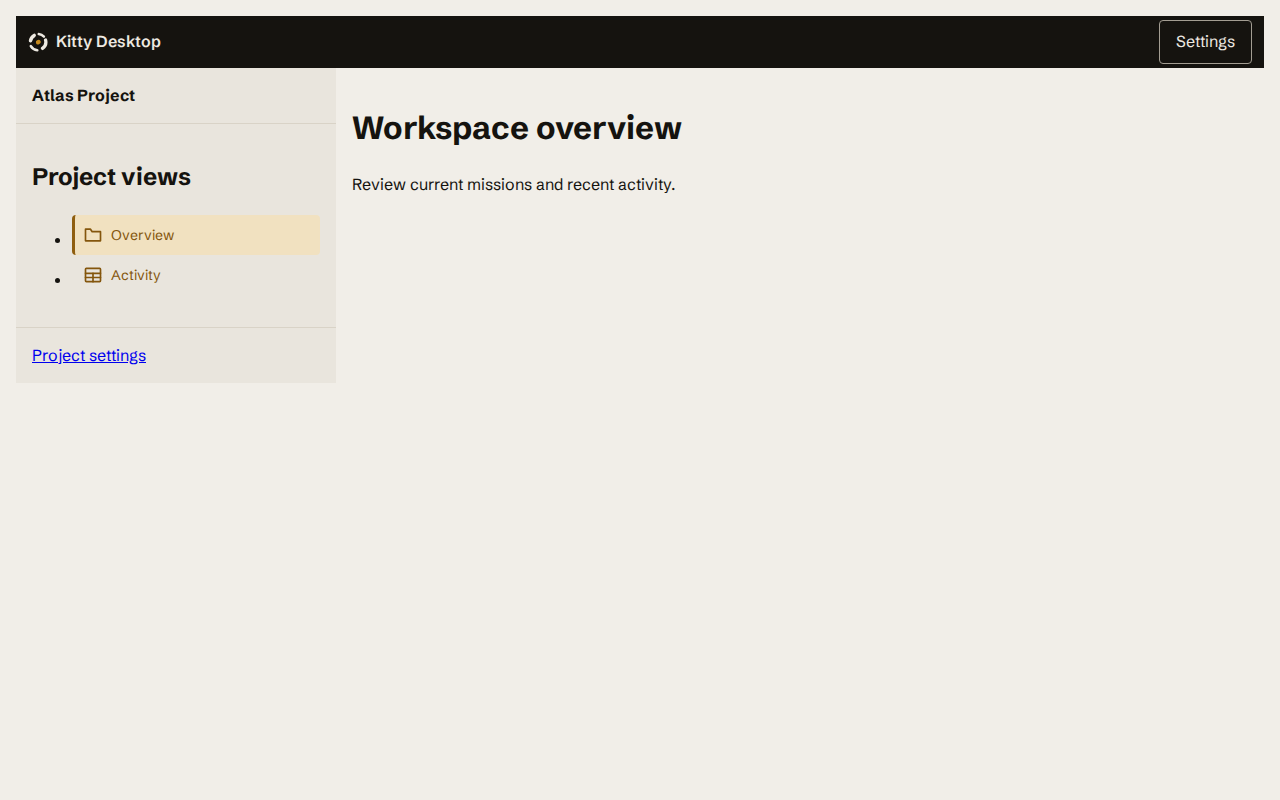 Kitty Desktop
Settings
Atlas Project
Project views
Overview
Activity
Project settings
Workspace overview
Review current missions and recent activity.